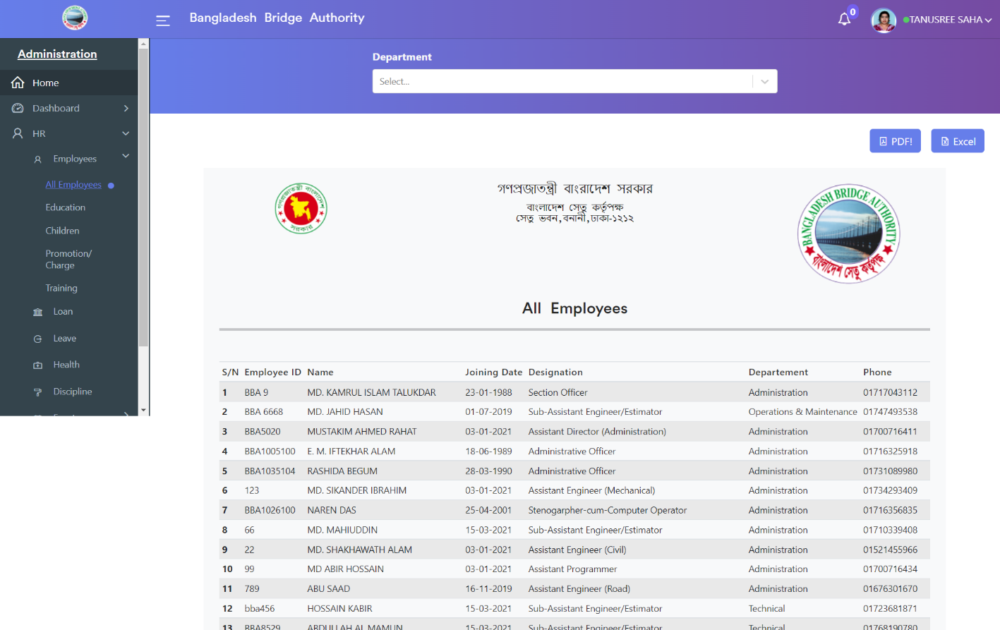 Bangladesh Bridge Authority
0
TANUSREE SAHA
Administration
Home
Dashboard
HR
Employees
All Employees
Education
Children
Promotion/
Charge
Training
Loan
Leave
Health
Discipline
Department
Select...
PDF!
Excel
গণপ্রজাতন্ত্রী বাংরাদেশ সরকার
বাংলাদেশ সেতু কর্তৃপক্ষ
সেতু ভবন,বনানী,ঢাকা-১২১২
গণপ্রজাতন্ত্রী বাংলাদেশ
সরকার
BANGLADESH BRIDGE AUTHORITY
বাংলাদেশ সেতু কর্তৃপক্ষ
All Employees
S/N Employee ID Name Joining Date Designation Departement Phone
1 BBA 9 MD. KAMRUL ISLAM TALUKDAR 23-01-1988 Section Officer Administration 01717043112
2 BBA 6668 MD. JAHID HASAN 01-07-2019 Sub-Assistant Engineer/Estimator Operations & Maintenance 01747493538
3 BBA5020 MUSTAKIM AHMED RAHAT 03-01-2021 Assistant Director (Administration) Administration 01700716411
4 BBA1005100 E. M. IFTEKHAR ALAM 18-06-1989 Administrative Officer Administration 01716325918
5 BBA1035104 RASHIDA BEGUM 28-03-1990 Administrative Officer Administration 01731089980
6 123 MD. SIKANDER IBRAHIM 03-01-2021 Assistant Engineer (Mechanical) Administration 01734293409
7 BBA1026100 NAREN DAS 25-04-2001 Stenogarpher-cum-Computer Operator Administration 01716356835
8 66 MD. MAHIUDDIN 15-03-2021 Sub-Assistant Engineer/Estimator Administration 01710339408
9 22 MD. SHAKHAWATH ALAM 03-01-2021 Assistant Engineer (Civil) Administration 01521455966
10 99 MD ABIR HOSSAIN 03-01-2021 Assistant Programmer Administration 01700716434
11 789 ABU SAAD 16-11-2019 Assistant Engineer (Road) Administration 01676301670
12 bba456 HOSSAIN KABIR 15-03-2021 Sub-Assistant Engineer/Estimator Technical 01723681871
13 BBA8529 ABDULLAH AL MAMUN 15-03-2021 Sub-Assistant Engineer/Estimator Technical 01768190780